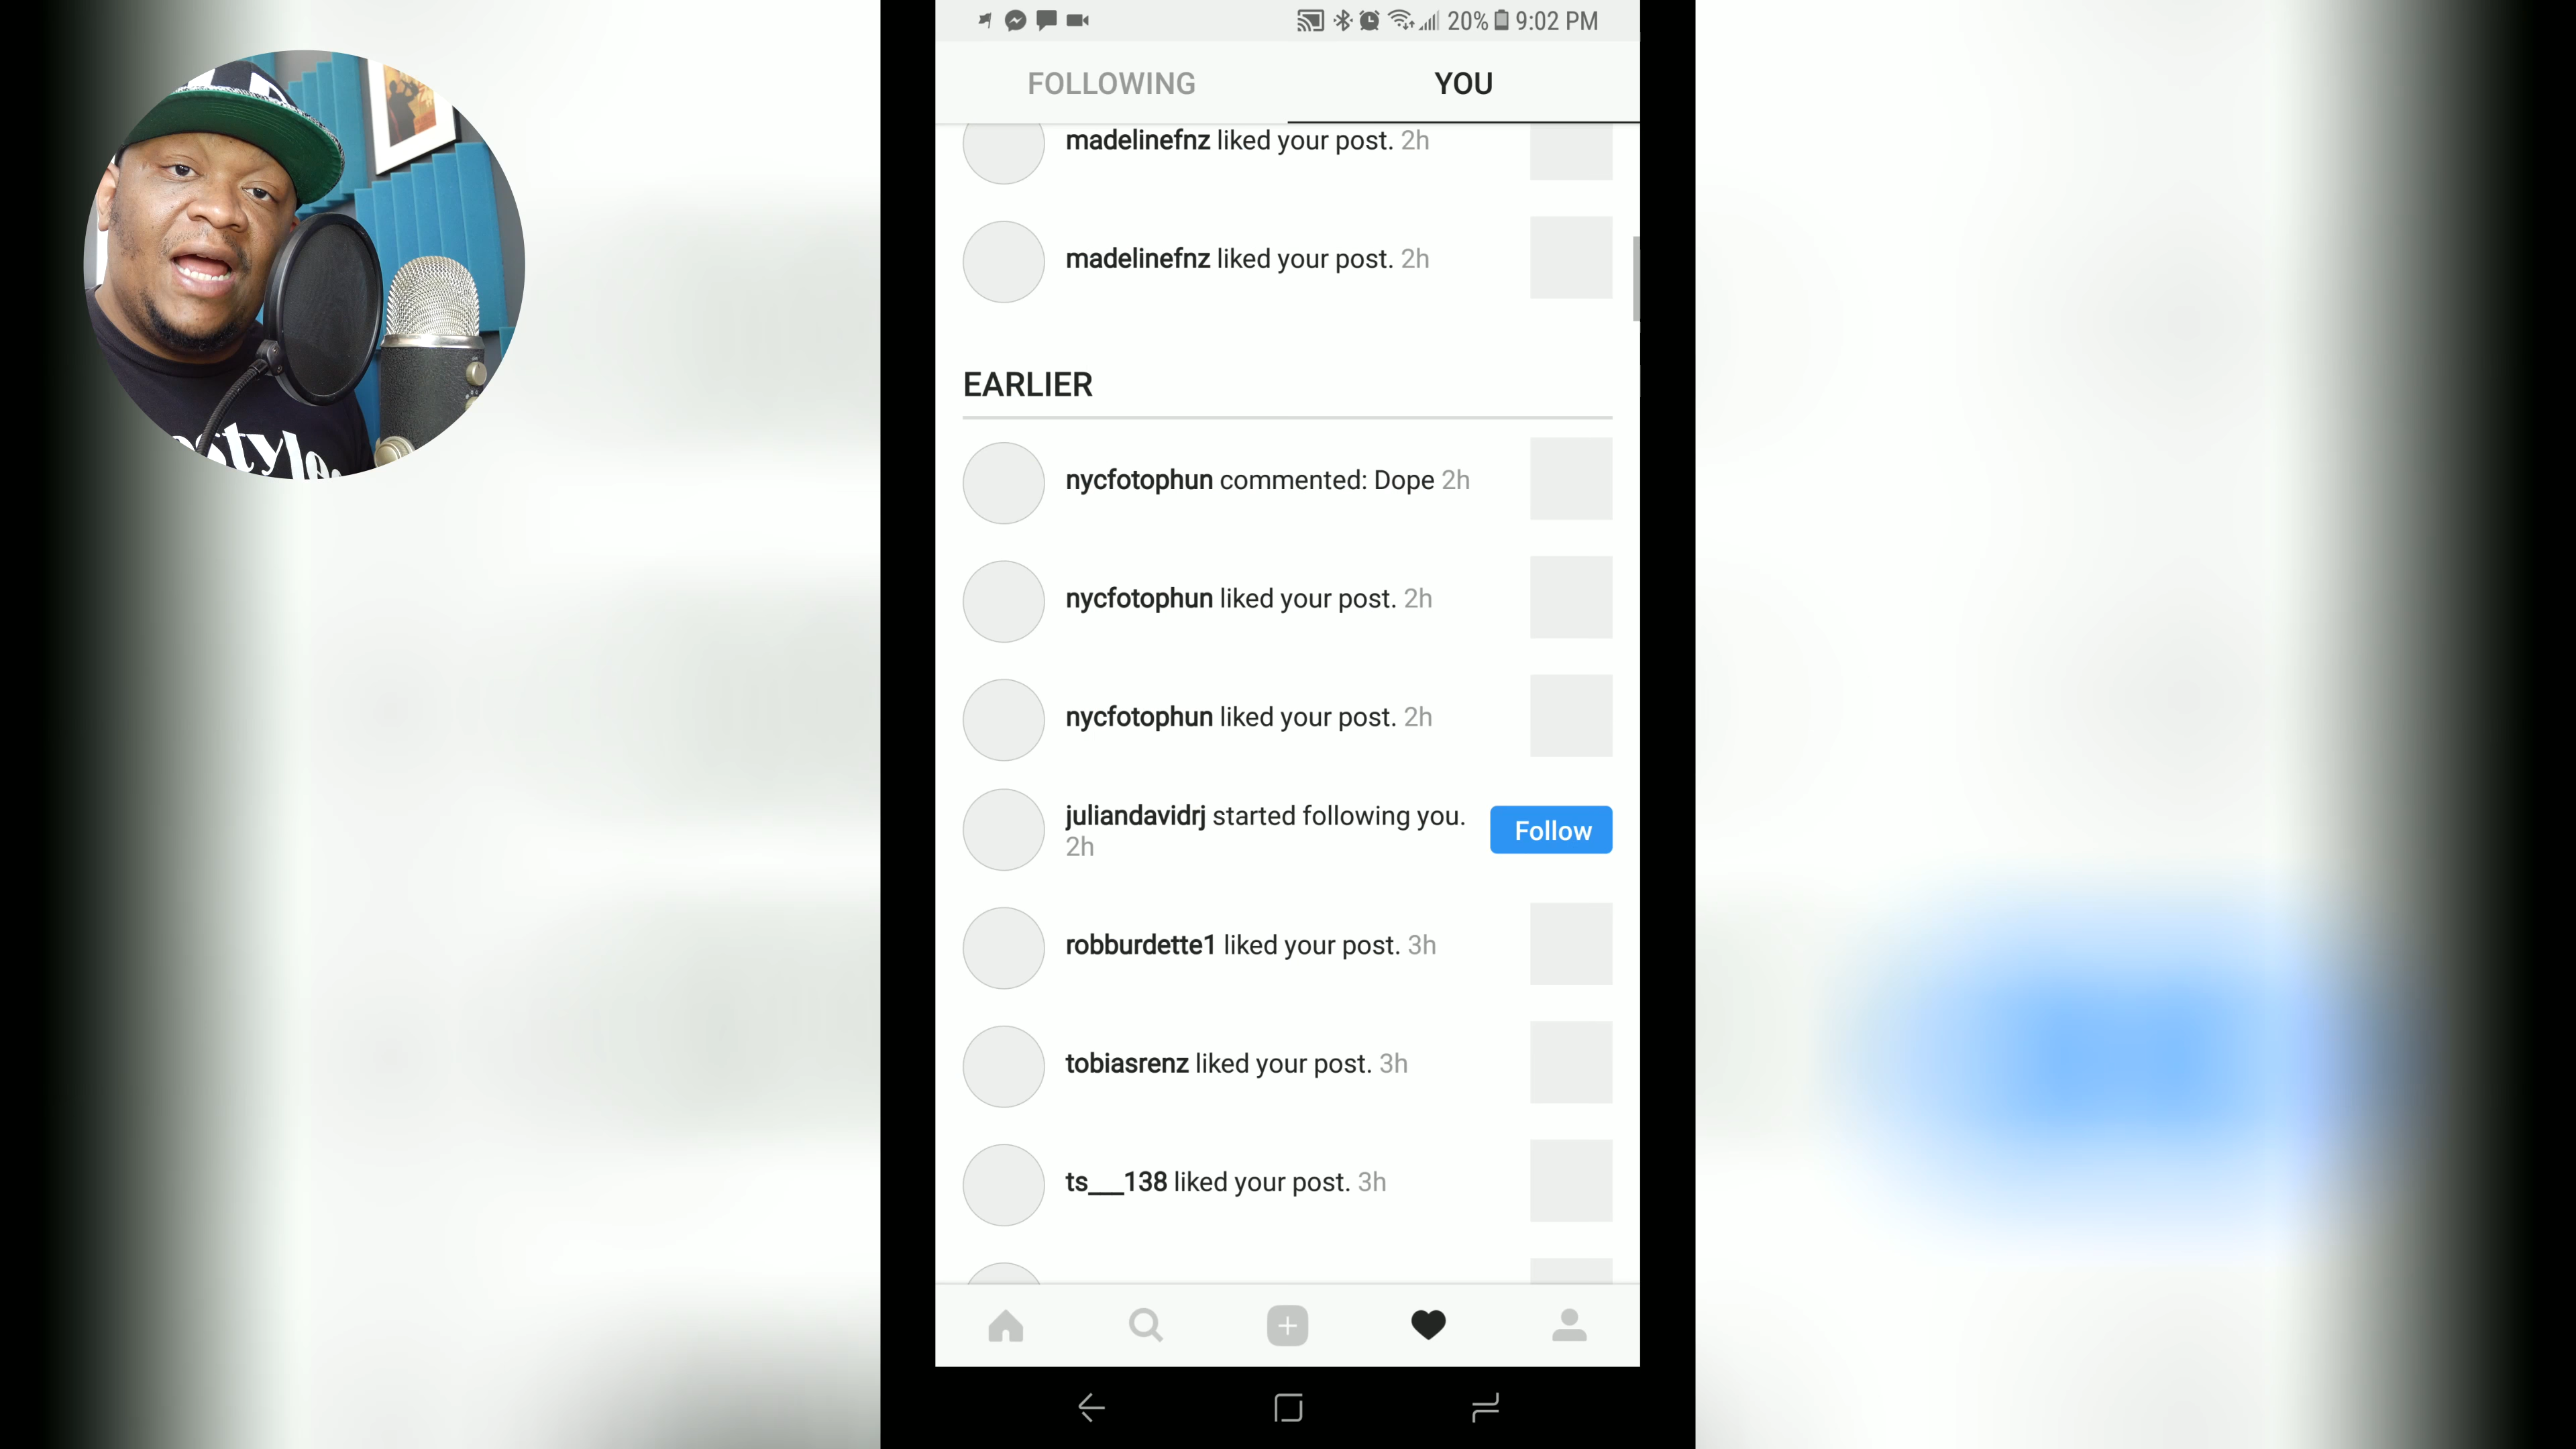 20% 9:02 PM
FOLLOWING YOU
madelinefnz liked your post. 2h
madelinefnz liked your post. 2h
EARLIER
nycfotophun commented: Dope 2h
nycfotophun liked your post. 2h
nycfotophun liked your post. 2h
juliandavidrj started following you.
2h
Follow
robburdette1 liked your post. 3h
tobiasrenz liked your post. 3h
ts___138 liked your post. 3h